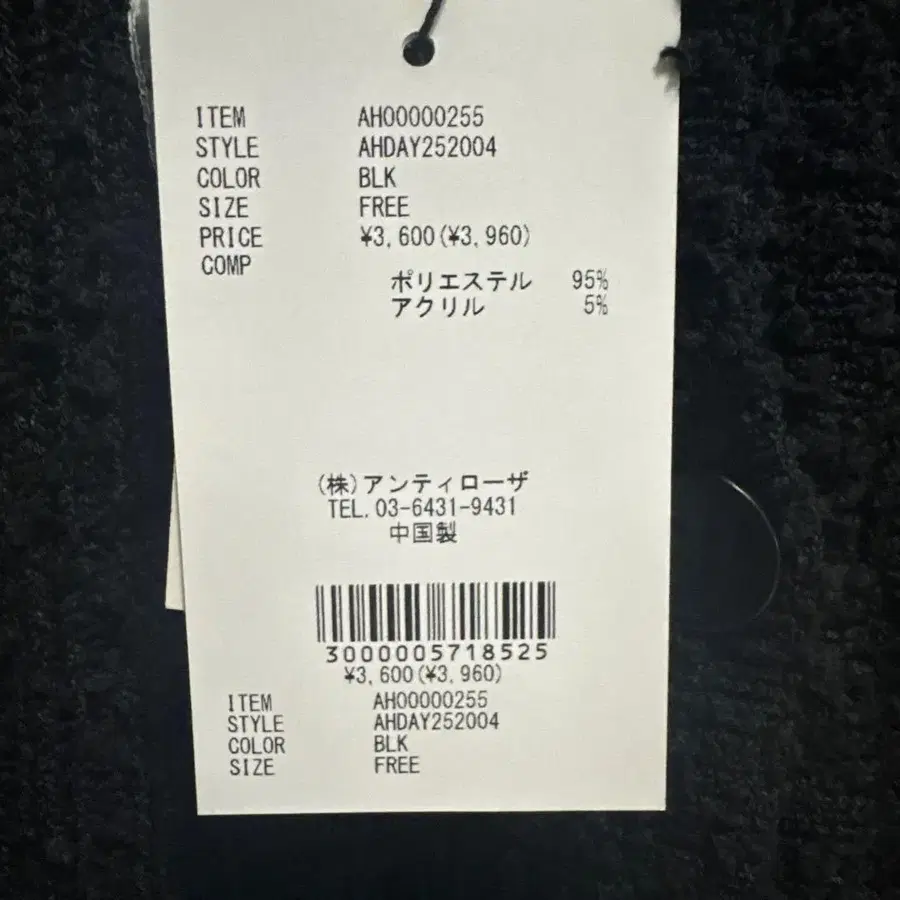 ITEM AH00000255
STYLE AHDAY252004
COLOR BLK
SIZE FREE
PRICE ¥3,600(¥3,960)
COMP
ポリエステル 95%
アクリル 5%
(株)アンティローザ
TEL.03-6431-9431
中国製
3000005718525
¥3,600(¥3,960)
ITEM AH00000255
STYLE AHDAY252004
COLOR BLK
SIZE FREE